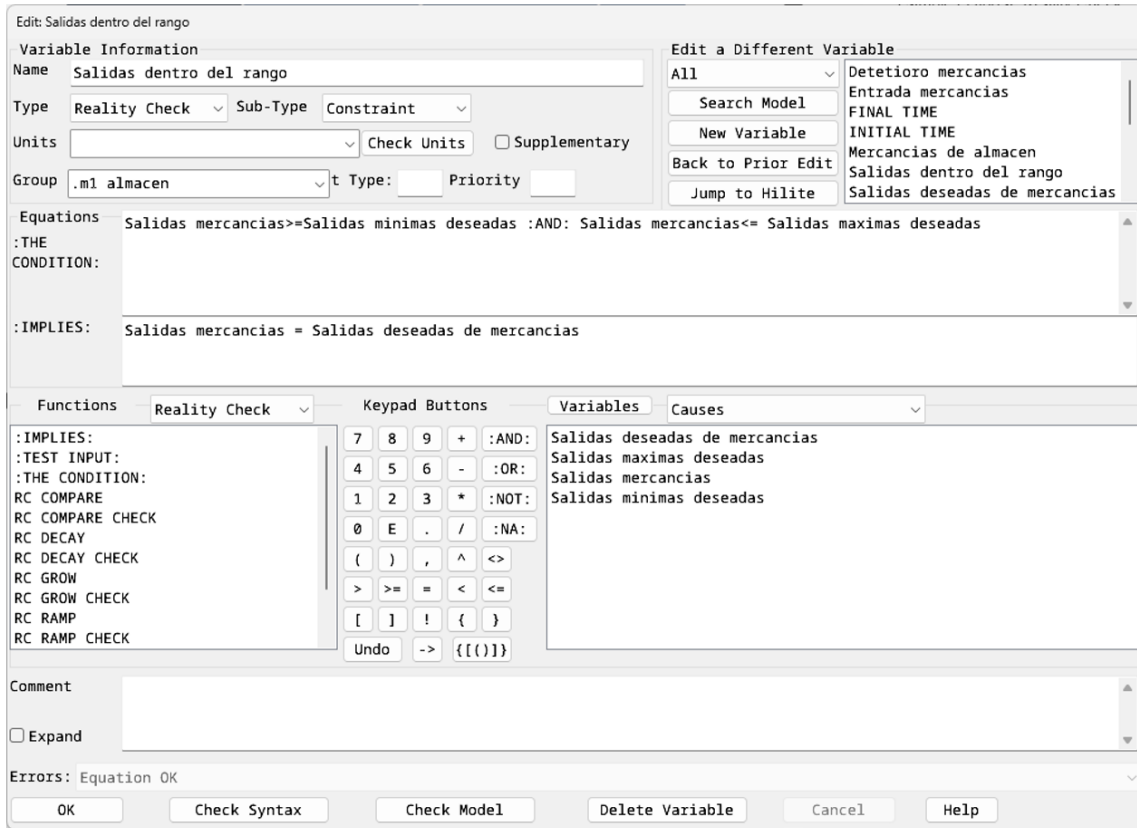 Edit: Salidas dentro del rango
Variable Information
Name Salidas dentro del rango
Type Reality Check Sub-Type Constraint
Units Check Units Supplementary
Group .m1 almacen t Type: Priority
Edit a Different Variable
All
Search Model
New Variable
Back to Prior Edit
Jump to Hilite
Detetioro mercancias
Entrada mercancias
FINAL TIME
INITIAL TIME
Mercancias de almacen
Salidas dentro del rango
Salidas deseadas de mercancias
Equations
:THE
CONDITION:
Salidas mercancias>=Salidas minimas deseadas :AND: Salidas mercancias<= Salidas maximas deseadas
:IMPLIES:
Salidas mercancias = Salidas deseadas de mercancias
Functions Reality Check
:IMPLIES:
:TEST INPUT:
:THE CONDITION:
RC COMPARE
RC COMPARE CHECK
RC DECAY
RC DECAY CHECK
RC GROW
RC GROW CHECK
RC RAMP
RC RAMP CHECK
Keypad Buttons
7 8 9 + :AND:
4 5 6 - :OR:
1 2 3 * :NOT:
0 E . / :NA:
( ) , ^ <>
> >= = < <=
[ ] ! { }
Undo -> {[()]}
Variables Causes
Salidas deseadas de mercancias
Salidas maximas deseadas
Salidas mercancias
Salidas minimas deseadas
Comment
Expand
Errors: Equation OK
OK Check Syntax Check Model Delete Variable Cancel Help